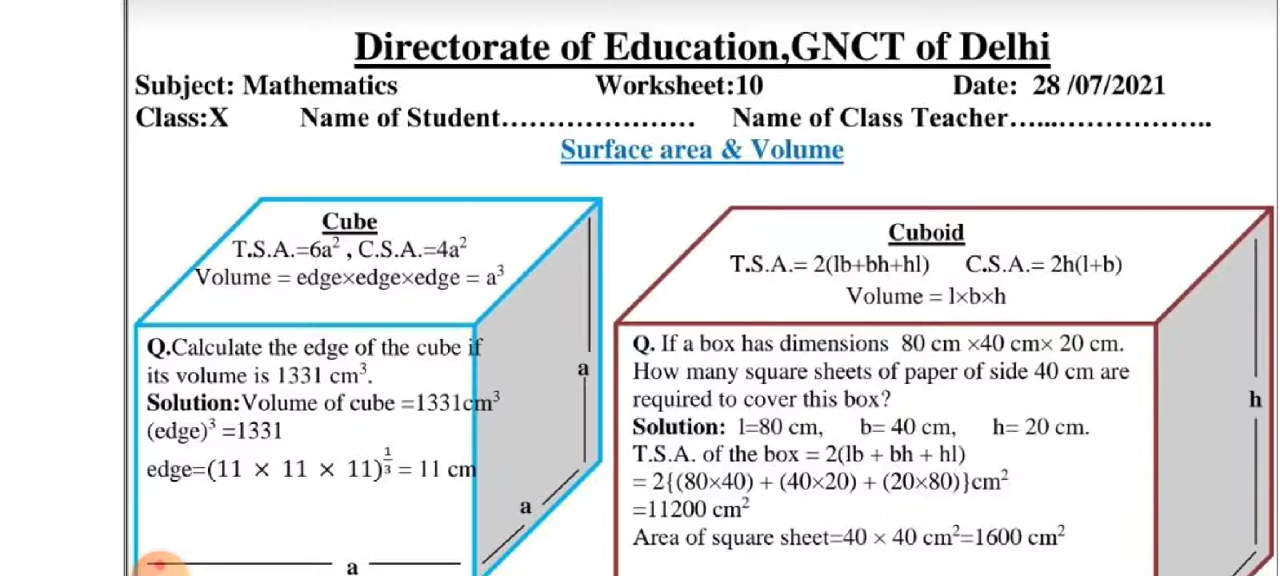 Directorate of Education,GNCT of Delhi
Subject: Mathematics Worksheet:10 Date: 28 /07/2021
Class:X Name of Student..................... Name of Class Teacher......................
Surface area & Volume
Cube
T.S.A.=6a² , C.S.A.=4a²
Volume = edge×edge×edge = a³
Q.Calculate the edge of the cube if
its volume is 1331 cm³.
Solution:Volume of cube =1331cm³
(edge)³ =1331
edge=(11 × 11 × 11)^1/3 = 11 cm
a
a
a
Cuboid
T.S.A.= 2(lb+bh+hl) C.S.A.= 2h(l+b)
Volume = l×b×h
Q. If a box has dimensions 80 cm ×40 cm× 20 cm.
How many square sheets of paper of side 40 cm are
required to cover this box?
Solution: l=80 cm, b= 40 cm, h= 20 cm.
T.S.A. of the box = 2(lb + bh + hl)
= 2{(80×40) + (40×20) + (20×80)}cm²
=11200 cm²
Area of square sheet=40 × 40 cm²=1600 cm²
h